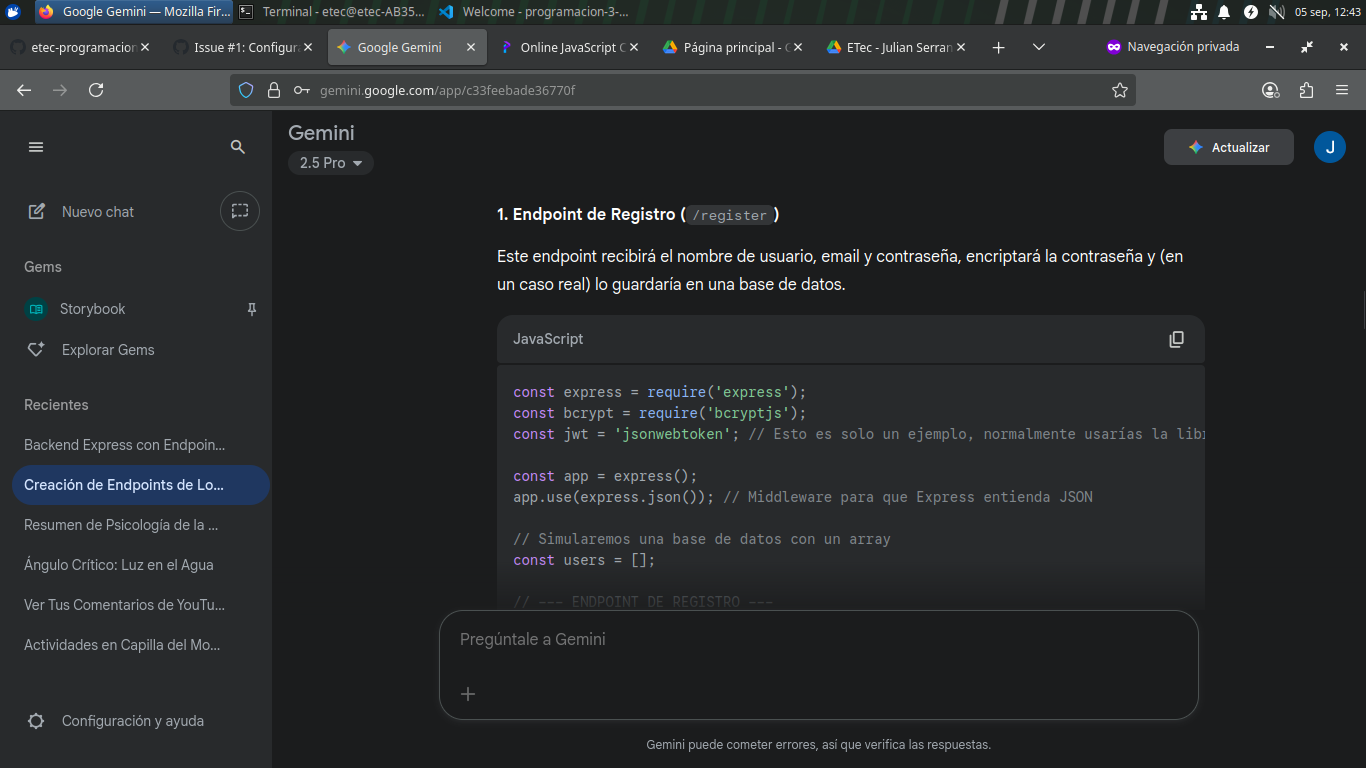 Google Gemini — Mozilla Fir...
Terminal - etec@etec-AB35...
Welcome - programacion-3-...
05 sep, 12:43
etec-programacion
Issue #1: Configura
Google Gemini
Online JavaScript C
Página principal - C
ETec - Julian Serran
Navegación privada
gemini.google.com/app/c33feebade36770f
Gemini
2.5 Pro
Actualizar
J
Nuevo chat
Gems
Storybook
Explorar Gems
Recientes
Backend Express con Endpoin...
Creación de Endpoints de Lo...
Resumen de Psicología de la ...
Ángulo Crítico: Luz en el Agua
Ver Tus Comentarios de YouTu...
Actividades en Capilla del Mo...
Configuración y ayuda
1. Endpoint de Registro (/register)
Este endpoint recibirá el nombre de usuario, email y contraseña, encriptará la contraseña y (en
un caso real) lo guardaría en una base de datos.
JavaScript
const express = require('express');
const bcrypt = require('bcryptjs');
const jwt = 'jsonwebtoken'; // Esto es solo un ejemplo, normalmente usarías la lib
const app = express();
app.use(express.json()); // Middleware para que Express entienda JSON
// Simularemos una base de datos con un array
const users = [];
// --- ENDPOINT DE REGISTRO ---
Pregúntale a Gemini
Gemini puede cometer errores, así que verifica las respuestas.